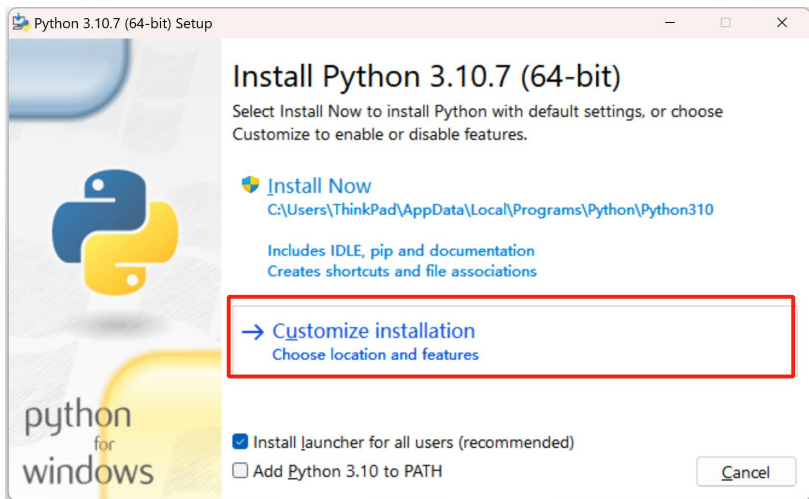 Python 3.10.7 (64-bit) Setup
Install Python 3.10.7 (64-bit)
Select Install Now to install Python with default settings, or choose
Customize to enable or disable features.
Install Now
C:\Users\ThinkPad\AppData\Local\Programs\Python\Python310
Includes IDLE, pip and documentation
Creates shortcuts and file associations
Customize installation
Choose location and features
python
for
windows
Install launcher for all users (recommended)
Add Python 3.10 to PATH
Cancel